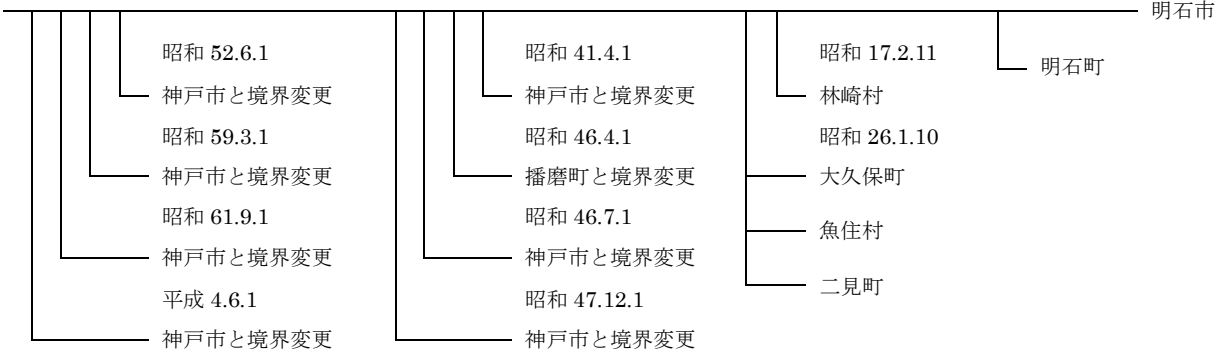 明石市
明石町
昭和 17.2.11
林崎村
昭和 26.1.10
大久保町
魚住村
二見町
昭和 41.4.1
神戸市と境界変更
昭和 46.4.1
播磨町と境界変更
昭和 46.7.1
神戸市と境界変更
昭和 47.12.1
神戸市と境界変更
昭和 52.6.1
神戸市と境界変更
昭和 59.3.1
神戸市と境界変更
昭和 61.9.1
神戸市と境界変更
平成 4.6.1
神戸市と境界変更